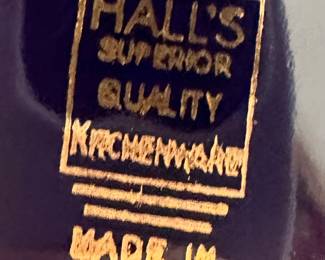 HALL'S
SUPERIOR
QUALITY
KITCHENWARE
MADE IN